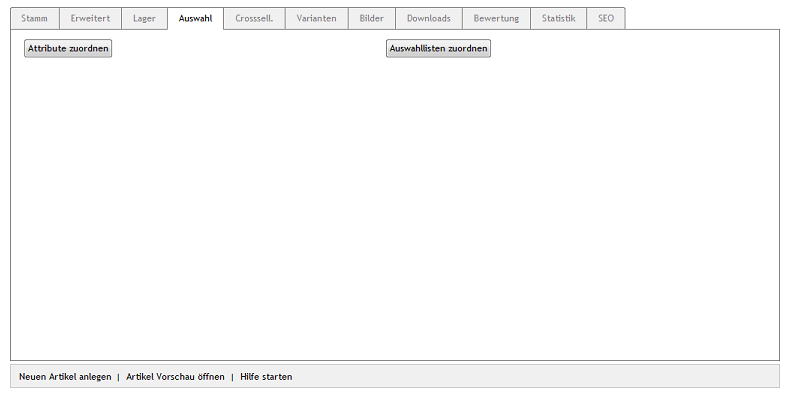 Stamm Erweitert Lager Auswahl Crosssell. Varianten Bilder Downloads Bewertung Statistik SEO
Attribute zuordnen Auswahllisten zuordnen
Neuen Artikel anlegen | Artikel Vorschau öffnen | Hilfe starten